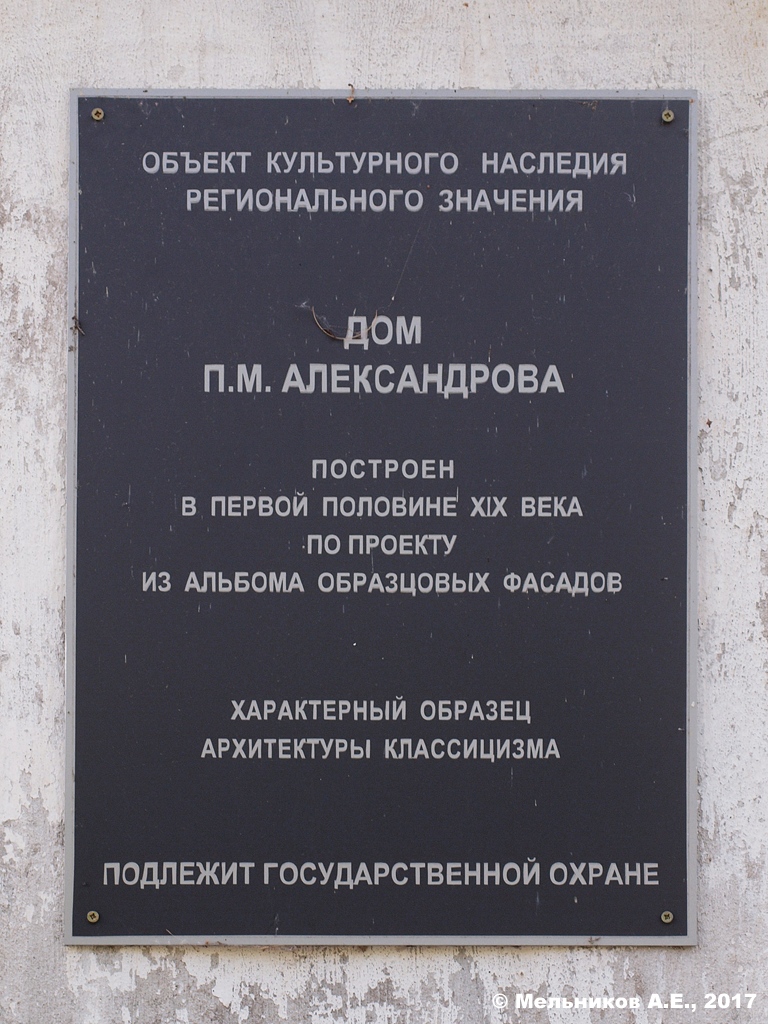 ОБЪЕКТ КУЛЬТУРНОГО НАСЛЕДИЯ
РЕГИОНАЛЬНОГО ЗНАЧЕНИЯ
ДОМ
П.М. АЛЕКСАНДРОВА
ПОСТРОЕН
В ПЕРВОЙ ПОЛОВИНЕ XIX ВЕКА
ПО ПРОЕКТУ
ИЗ АЛЬБОМА ОБРАЗЦОВЫХ ФАСАДОВ
ХАРАКТЕРНЫЙ ОБРАЗЕЦ
АРХИТЕКТУРЫ КЛАССИЦИЗМА
ПОДЛЕЖИТ ГОСУДАРСТВЕННОЙ ОХРАНЕ
© Мельников А.Е., 2017